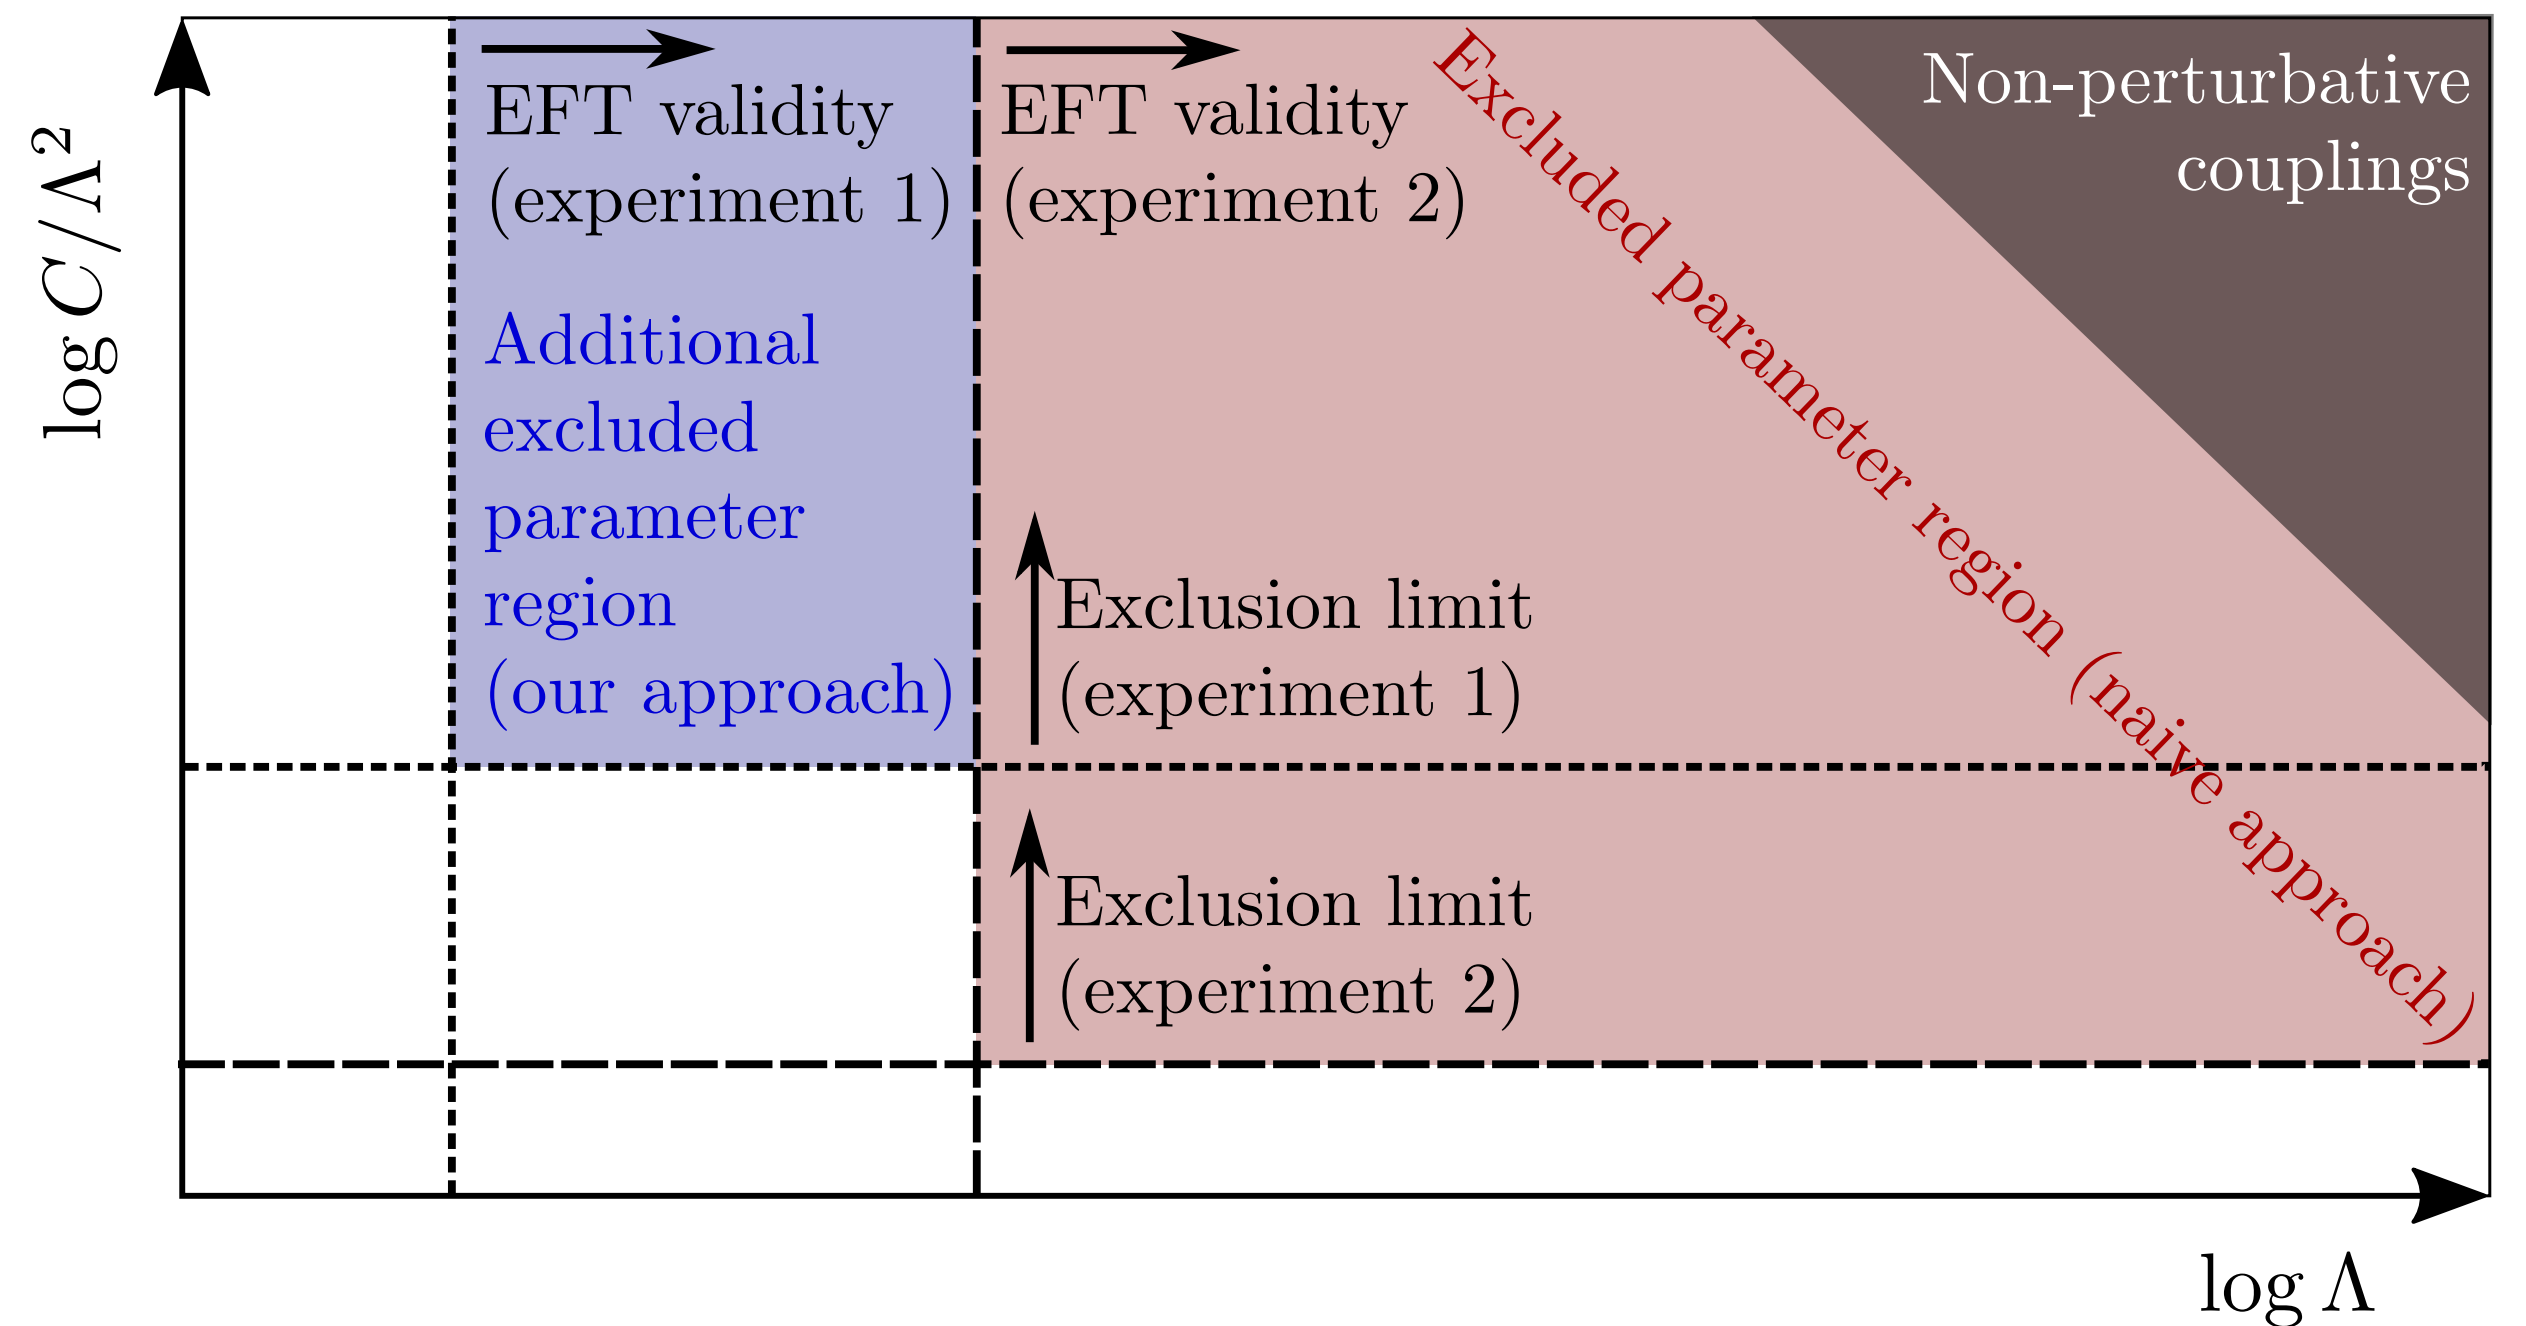 log C/Λ²
EFT validity
(experiment 1)
Additional
excluded
parameter
region
(our approach)
EFT validity
(experiment 2)
Excluded parameter region (naive approach)
Non-perturbative
couplings
Exclusion limit
(experiment 1)
Exclusion limit
(experiment 2)
log Λ